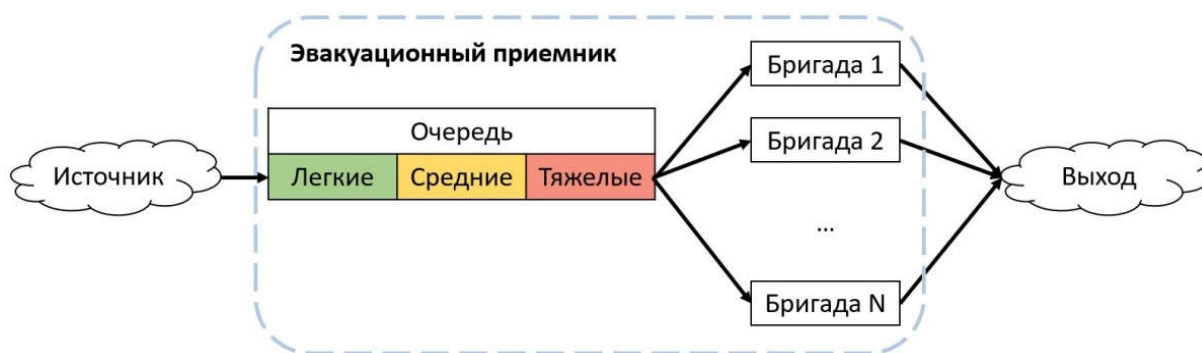 Эвакуационный приемник
Источник
Очередь
Легкие Средние Тяжелые
Бригада 1
Бригада 2
...
Бригада N
Выход